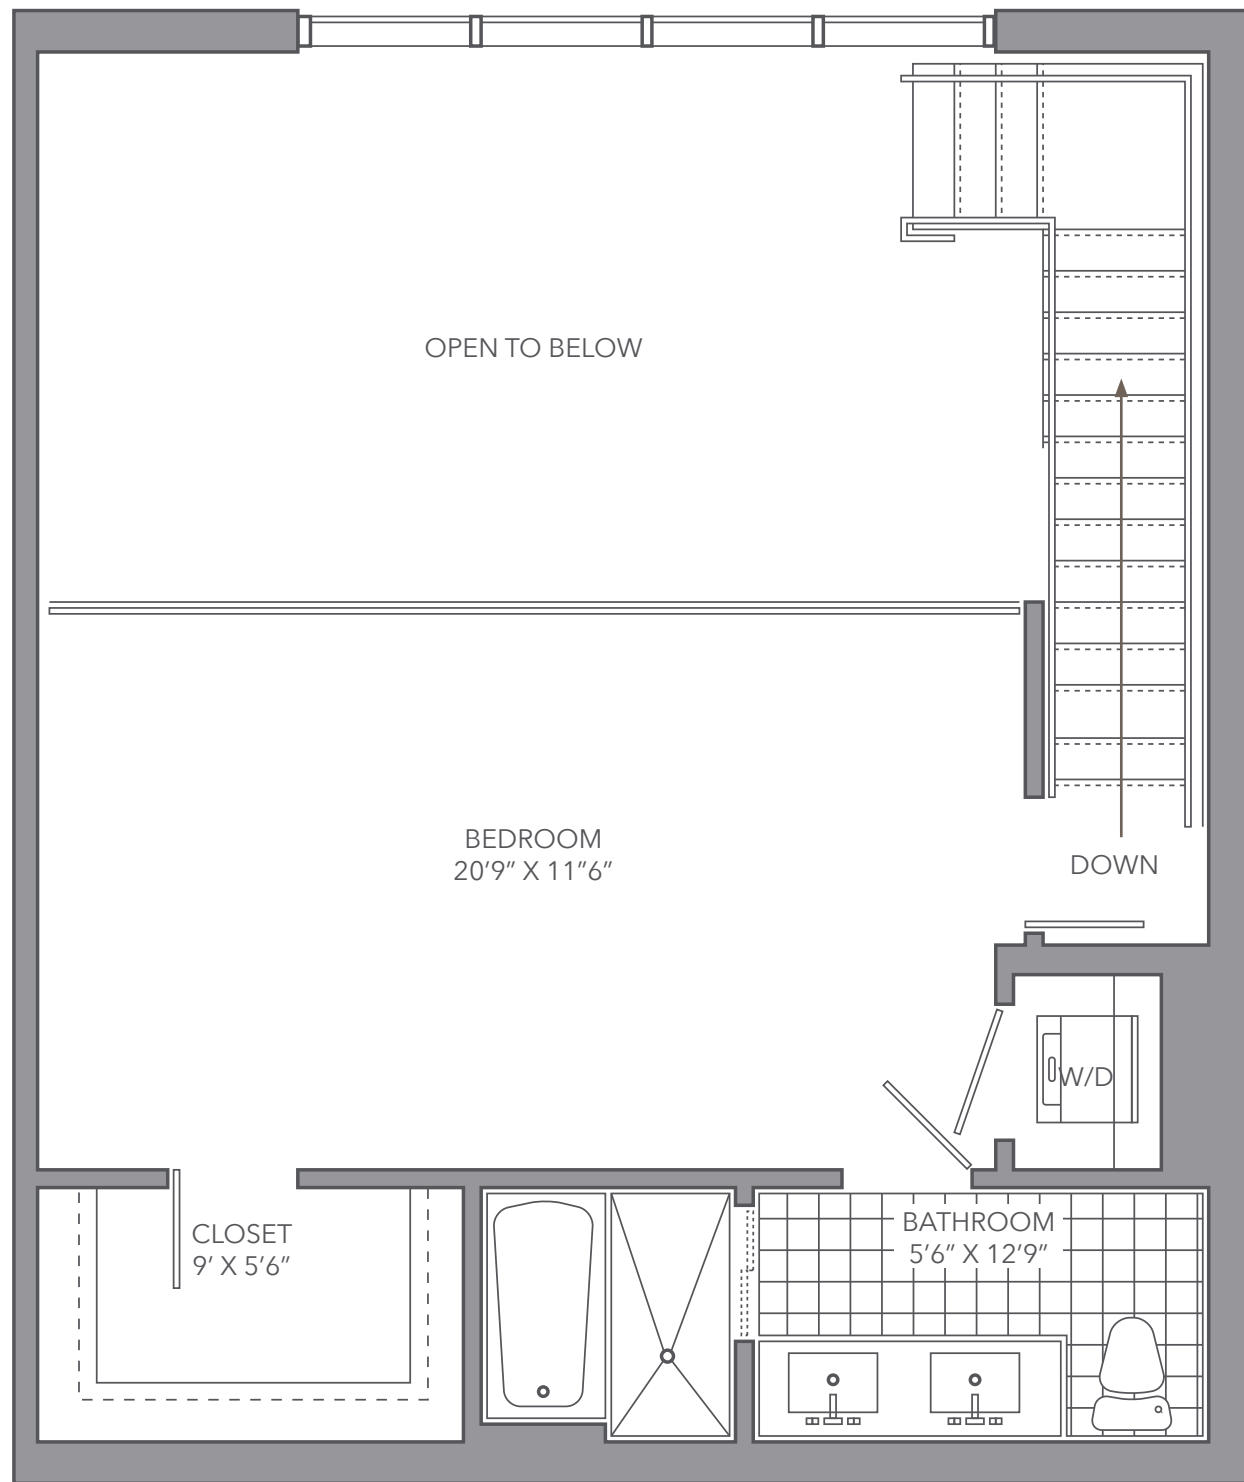 OPEN TO BELOW
BEDROOM
20’9” X 11”6”
DOWN
W/D
CLOSET
9’ X 5’6”
BATHROOM
5’6” X 12’9”